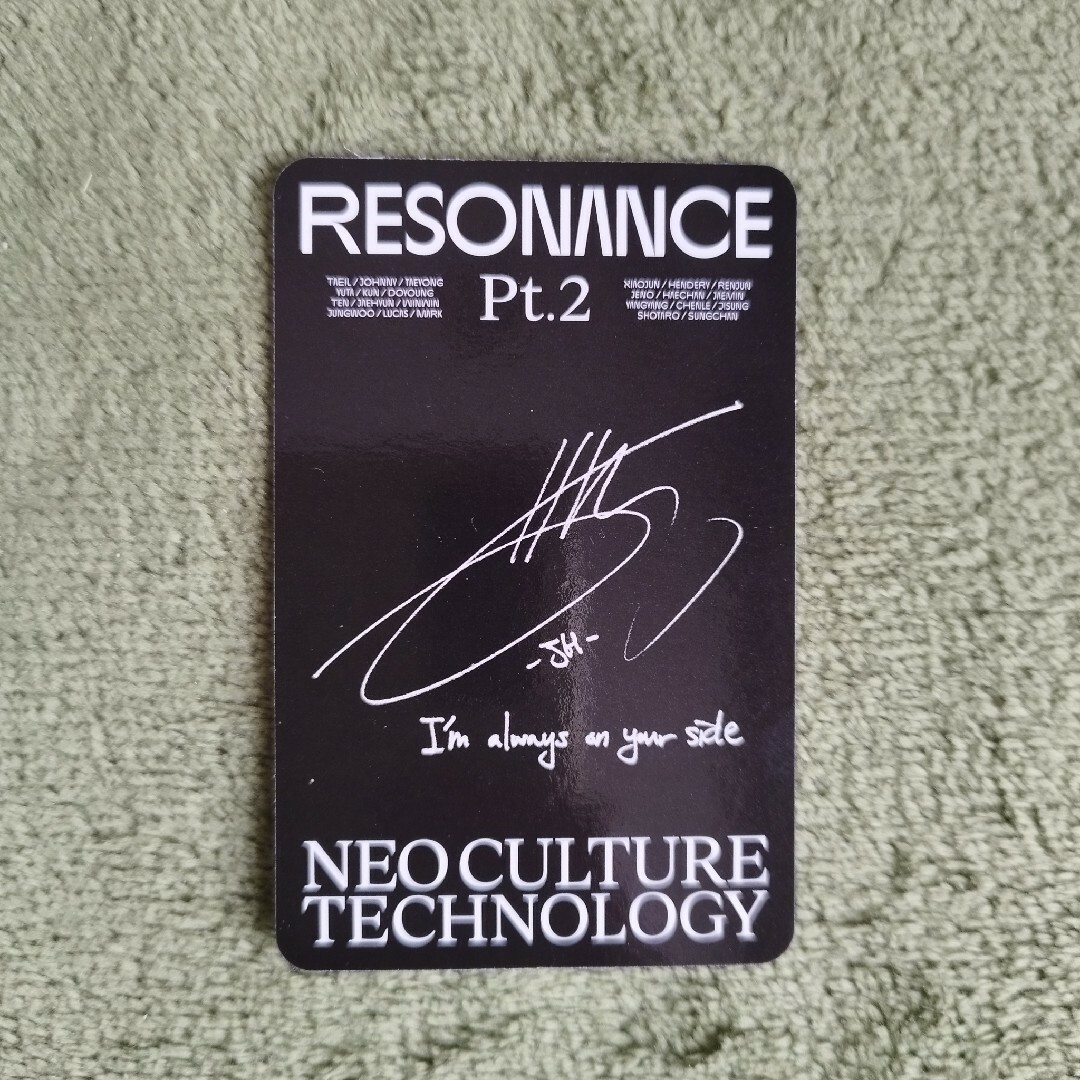 RESONANCE
Pt.2
TAEIL / JOHNNY / TAEYONG
YUTA / KUN / DOYOUNG
TEN / JAEHYUN / WINWIN
JUNGWOO / LUCAS / MARK
XIAOJUN / HENDERY / RENJUN
JENO / HAECHAN / JAEMIN
YANGYANG / CHENLE / JISUNG
SHOTARO / SUNGCHAN
-JH-
I'm always on your side
NEO CULTURE
TECHNOLOGY